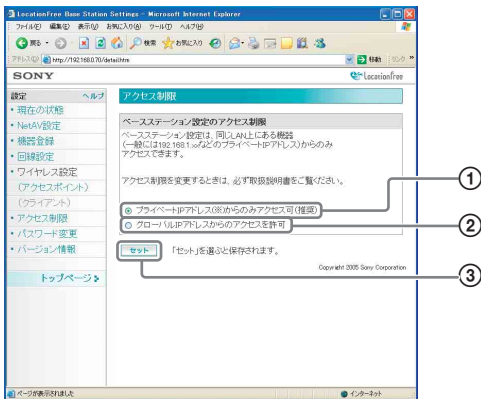 LocationFree Base Station Settings - Microsoft Internet Explorer
ファイル(F) 編集(E) 表示(V) お気に入り(A) ツール(T) ヘルプ(H)
戻る 検索 お気に入り
アドレス(D) http://192.168.0.70/detail.htm 移動 リンク
SONY LocationFree
設定 ヘルプ
・現在の状態
・NetAV設定
・機器登録
・回線設定
・ワイヤレス設定
(アクセスポイント)
(クライアント)
・アクセス制限
・パスワード変更
・バージョン情報
トップページ
アクセス制限
ベースステーション設定のアクセス制限
ベースステーション設定は、同じLAN上にある機器
(一般には192.168.1.xxなどのプライベートIPアドレス)からのみ
アクセスできます。
アクセス制限を変更するときは、必ず取扱説明書をご覧ください。
プライベートIPアドレス(※)からのみアクセス可(推奨)
①
グローバルIPアドレスからのアクセスを許可
②
セット 「セット」を選ぶと保存されます。
③
Copyright 2005 Sony Corporation
ページが表示されました インターネット